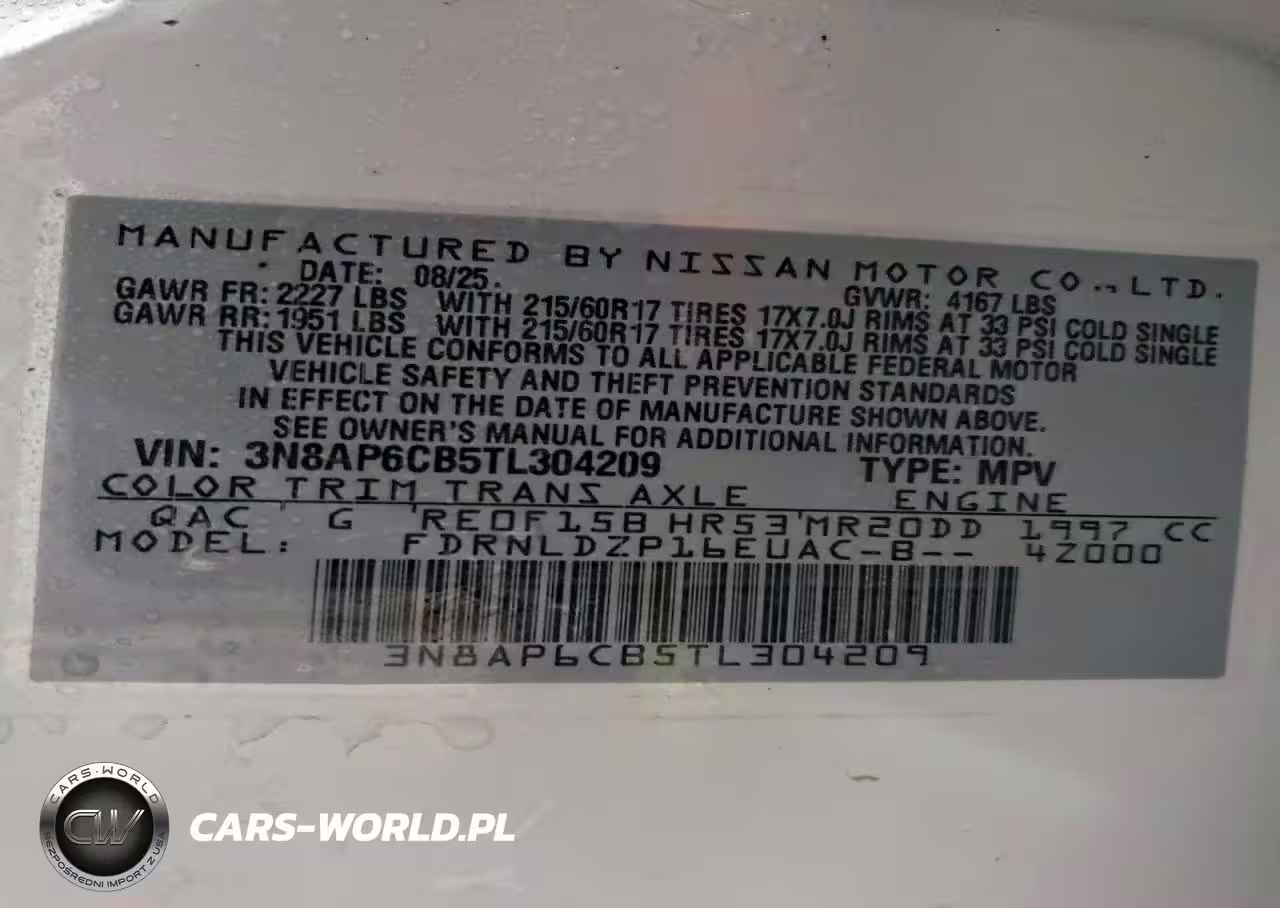 MANUFACTURED BY NISSAN MOTOR CO., LTD.
DATE: 08/25. GVWR: 4167 LBS
GAWR FR: 2227 LBS WITH 215/60R17 TIRES 17X7.0J RIMS AT 33 PSI COLD SINGLE
GAWR RR: 1951 LBS WITH 215/60R17 TIRES 17X7.0J RIMS AT 33 PSI COLD SINGLE
THIS VEHICLE CONFORMS TO ALL APPLICABLE FEDERAL MOTOR
VEHICLE SAFETY AND THEFT PREVENTION STANDARDS
IN EFFECT ON THE DATE OF MANUFACTURE SHOWN ABOVE.
SEE OWNER'S MANUAL FOR ADDITIONAL INFORMATION.
VIN: 3N8AP6CB5TL304209 TYPE: MPV
COLOR TRIM TRANS AXLE ENGINE
QAC G RE0F15B HR53 MR20DD 1997 CC
MODEL: FDRNLDZP16EUAC-B-- 4Z000
3N8AP6CB5TL304209
CARS-WORLD
CW
BEZPOŚREDNI IMPORT Z USA
CARS-WORLD.PL